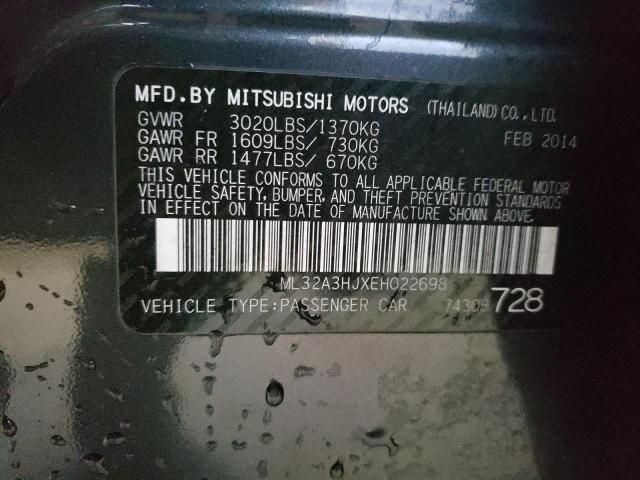 MFD. BY MITSUBISHI MOTORS (THAILAND) CO., LTD.
GVWR 3020LBS/1370KG FEB 2014
GAWR FR 1609LBS/ 730KG
GAWR RR 1477LBS/ 670KG
THIS VEHICLE CONFORMS TO ALL APPLICABLE FEDERAL MOTOR
VEHICLE SAFETY, BUMPER, AND THEFT PREVENTION STANDARDS
IN EFFECT ON THE DATE OF MANUFACTURE SHOWN ABOVE.
ML32A3HJXEH022698
VEHICLE TYPE:PASSENGER CAR 74309 728